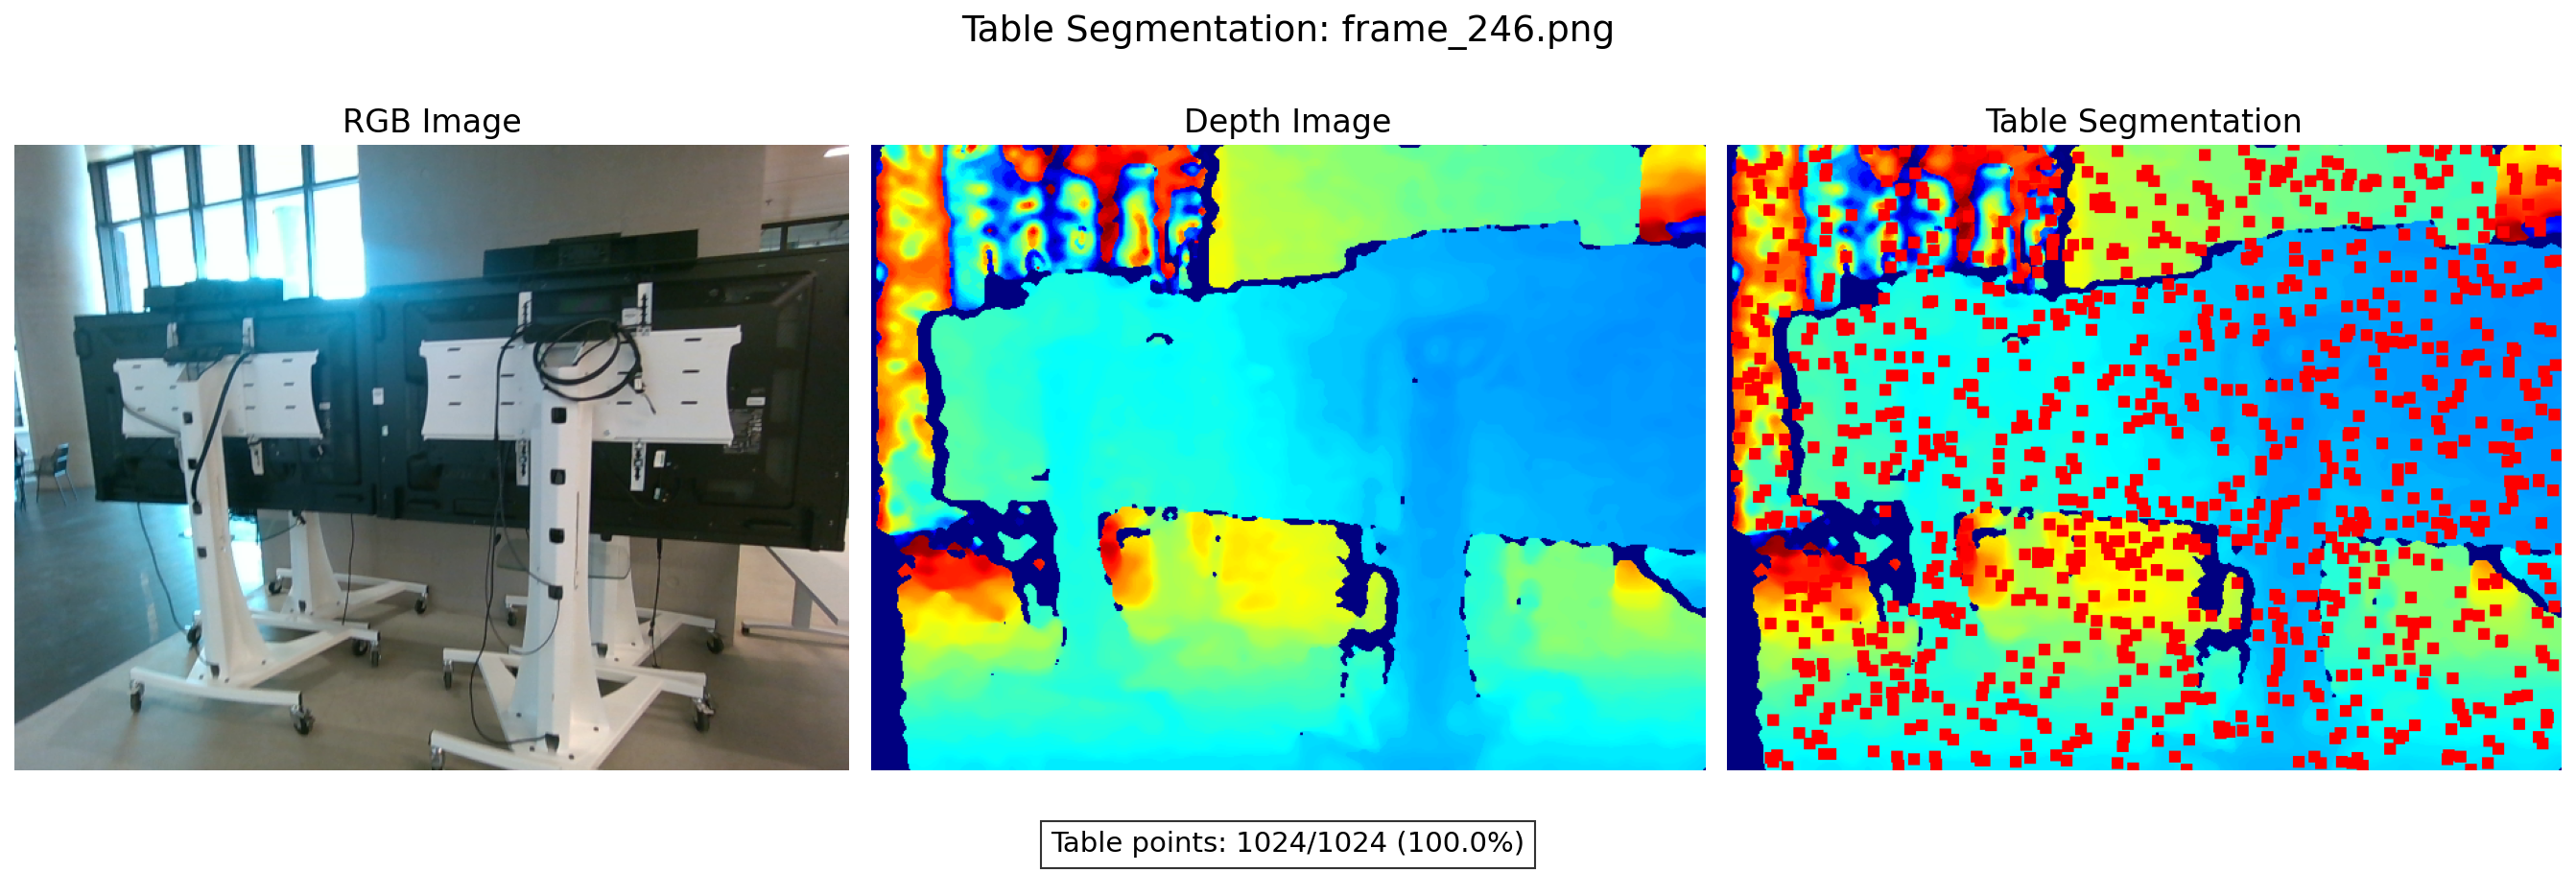 Table Segmentation: frame_246.png
RGB Image
Depth Image
Table Segmentation
Table points: 1024/1024 (100.0%)